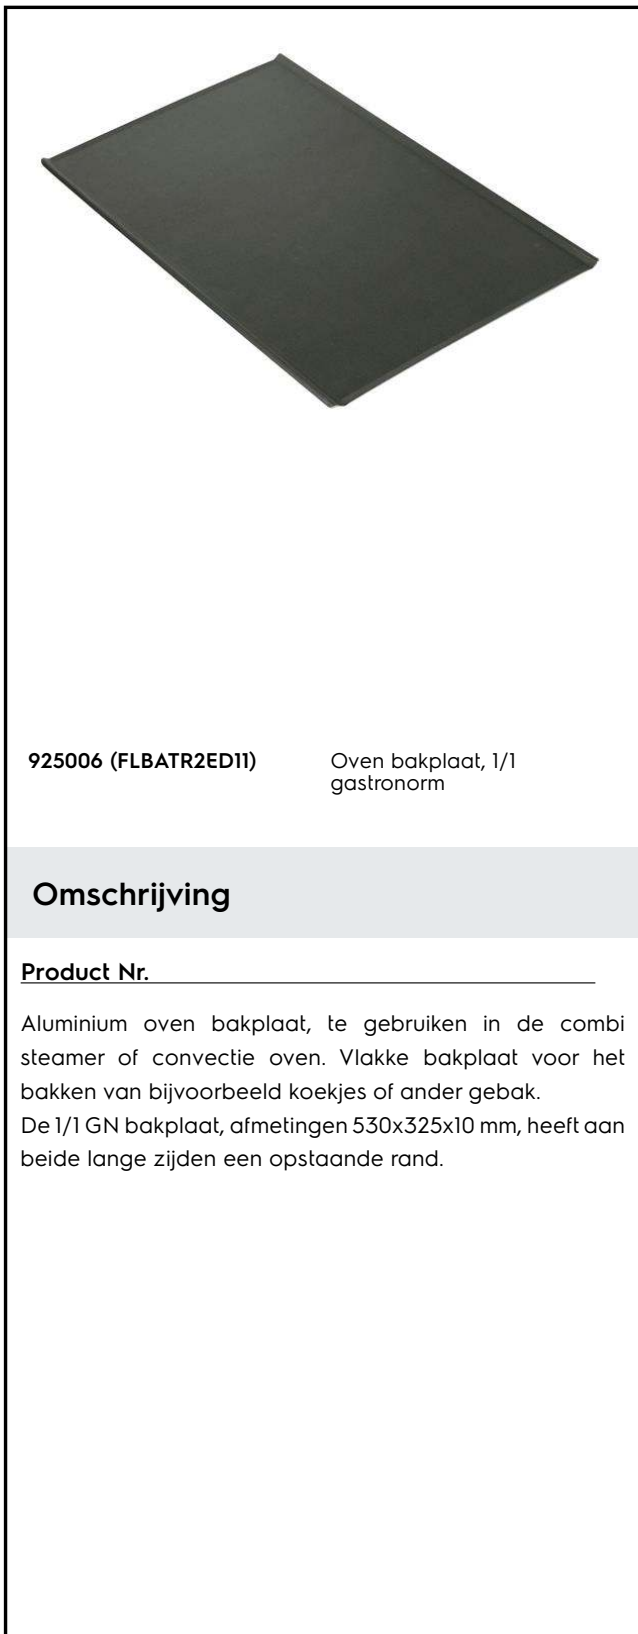 925006 (FLBATR2ED11)
Oven bakplaat, 1/1
gastronorm
Omschrijving
Product Nr.
Aluminium oven bakplaat, te gebruiken in de combi
steamer of convectie oven. Vlakke bakplaat voor het
bakken van bijvoorbeeld koekjes of ander gebak.
De 1/1 GN bakplaat, afmetingen 530x325x10 mm, heeft aan
beide lange zijden een opstaande rand.